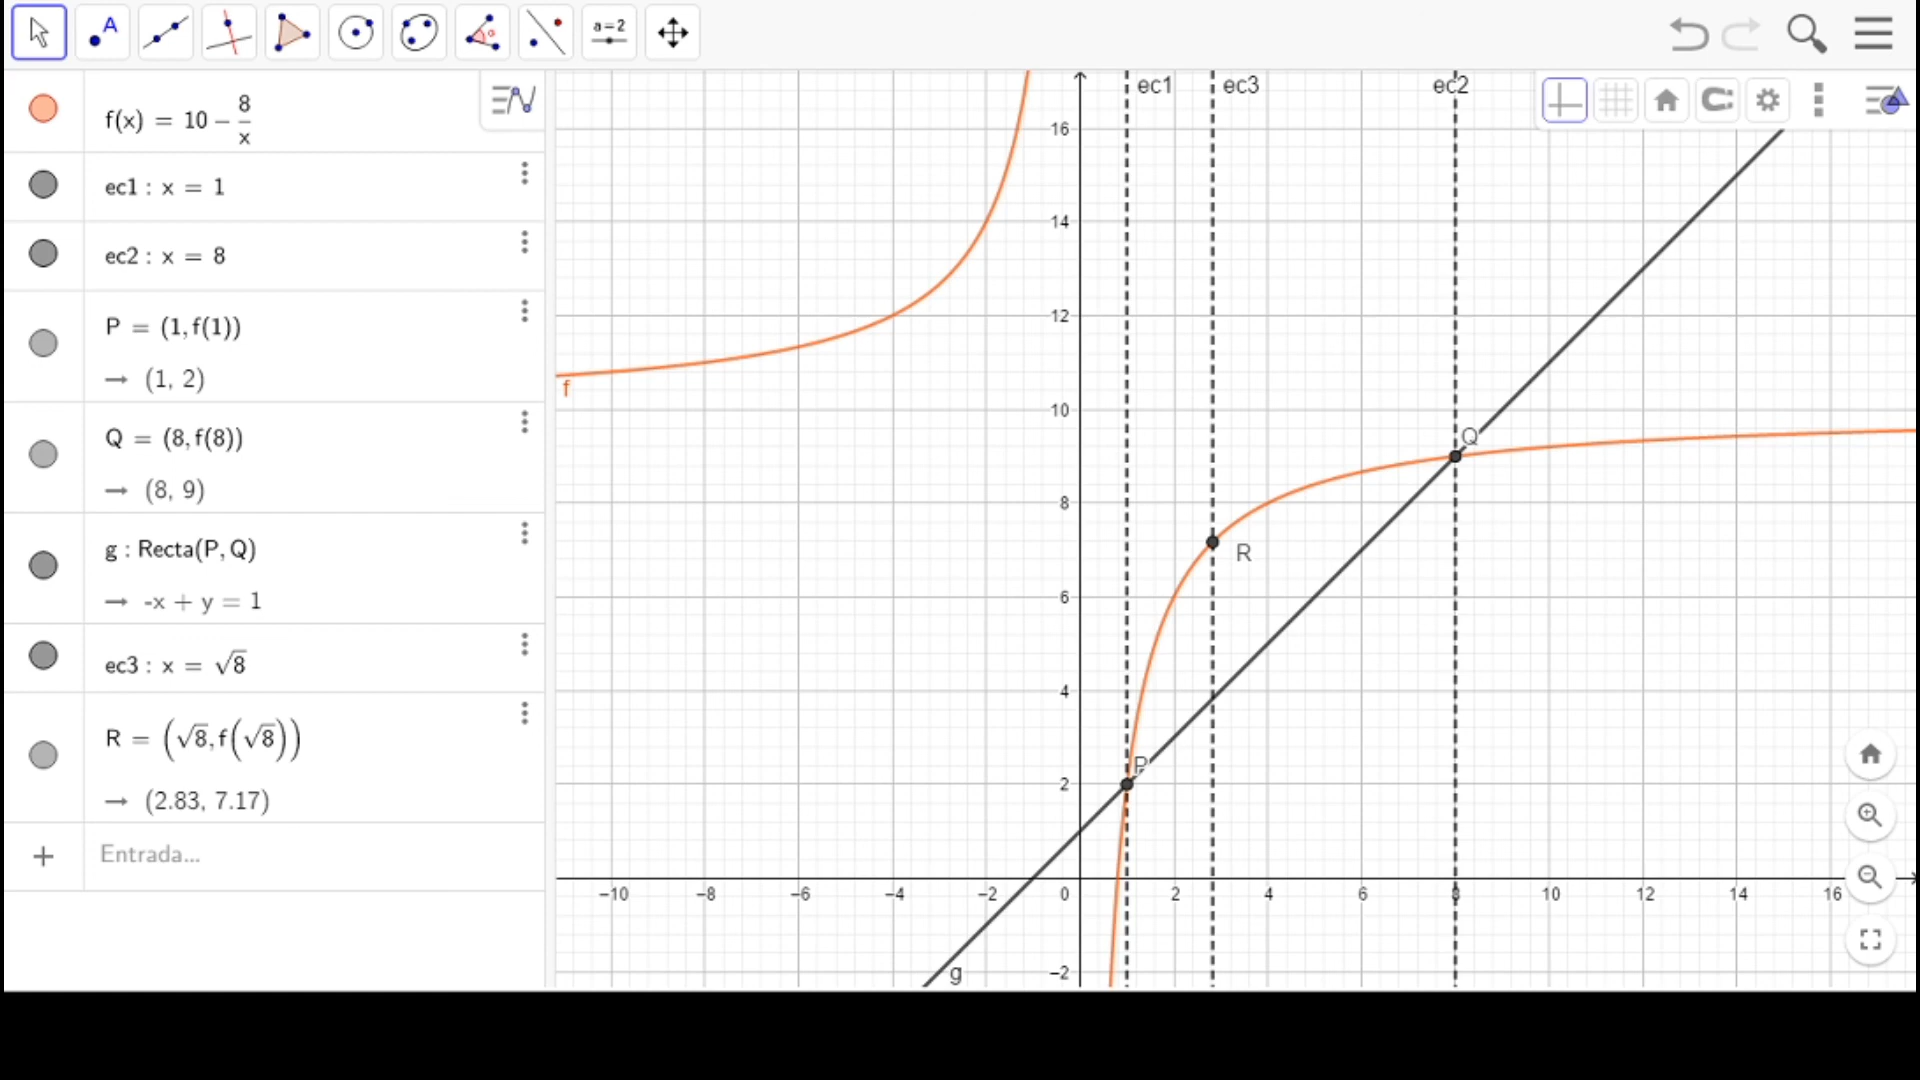 A
a=2
f(x) = 10 − 8/x
ec1 : x = 1
ec2 : x = 8
P = (1, f(1))
→ (1, 2)
Q = (8, f(8))
→ (8, 9)
g : Recta(P, Q)
→ -x + y = 1
ec3 : x = √8
R = (√8, f(√8))
→ (2.83, 7.17)
+ Entrada...
ec1
ec3
ec2
16
14
12
10
8
6
4
2
−2
f
Q
R
P
g
−10 −8 −6 −4 −2 0 2 4 6 8 10 12 14 16